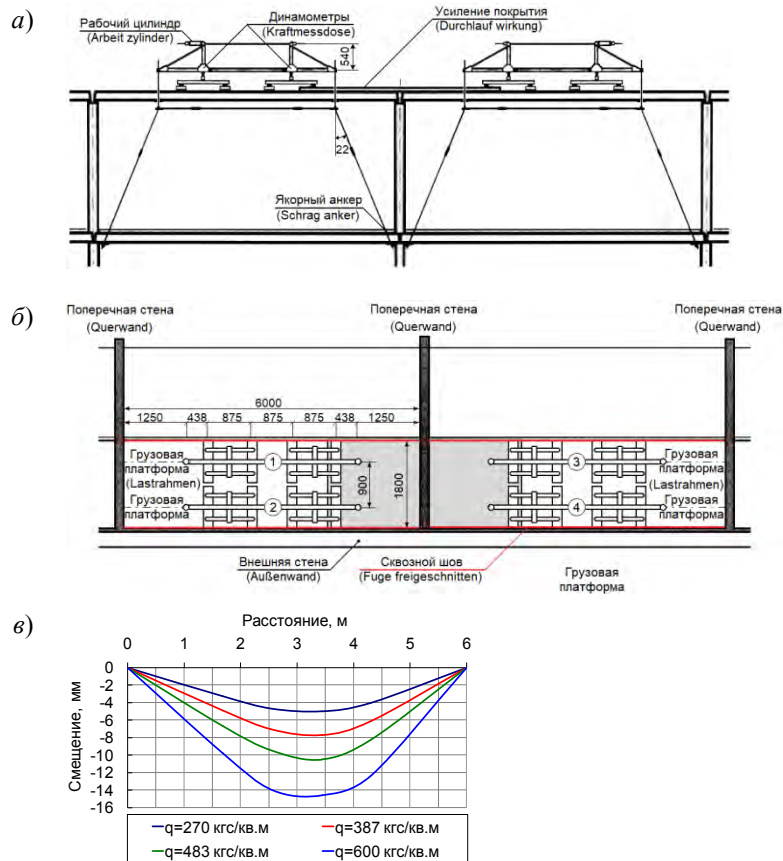 а)
Рабочий цилиндр
(Arbeit zylinder)
Динамометры
(Kraftmessdose)
Усиление покрытия
(Durchlauf wirkung)
540
22
Якорный анкер
(Schrag anker)
б)
Поперечная стена
(Querwand)
Поперечная стена
(Querwand)
Поперечная стена
(Querwand)
6000
1250 438 875 875 875 438 1250
Грузовая
платформа
(Lastrahmen)
Грузовая
платформа
1
2
900
1800
3
4
Грузовая
платформа
(Lastrahmen)
Грузовая
платформа
Внешняя стена
(Außenwand)
Сквозной шов
(Fuge freigeschnitten)
Грузовая
платформа
в)
Расстояние, м
0 1 2 3 4 5 6
Смещение, мм
0
-2
-4
-6
-8
-10
-12
-14
-16
q=270 кгс/кв.м q=387 кгс/кв.м
q=483 кгс/кв.м q=600 кгс/кв.м